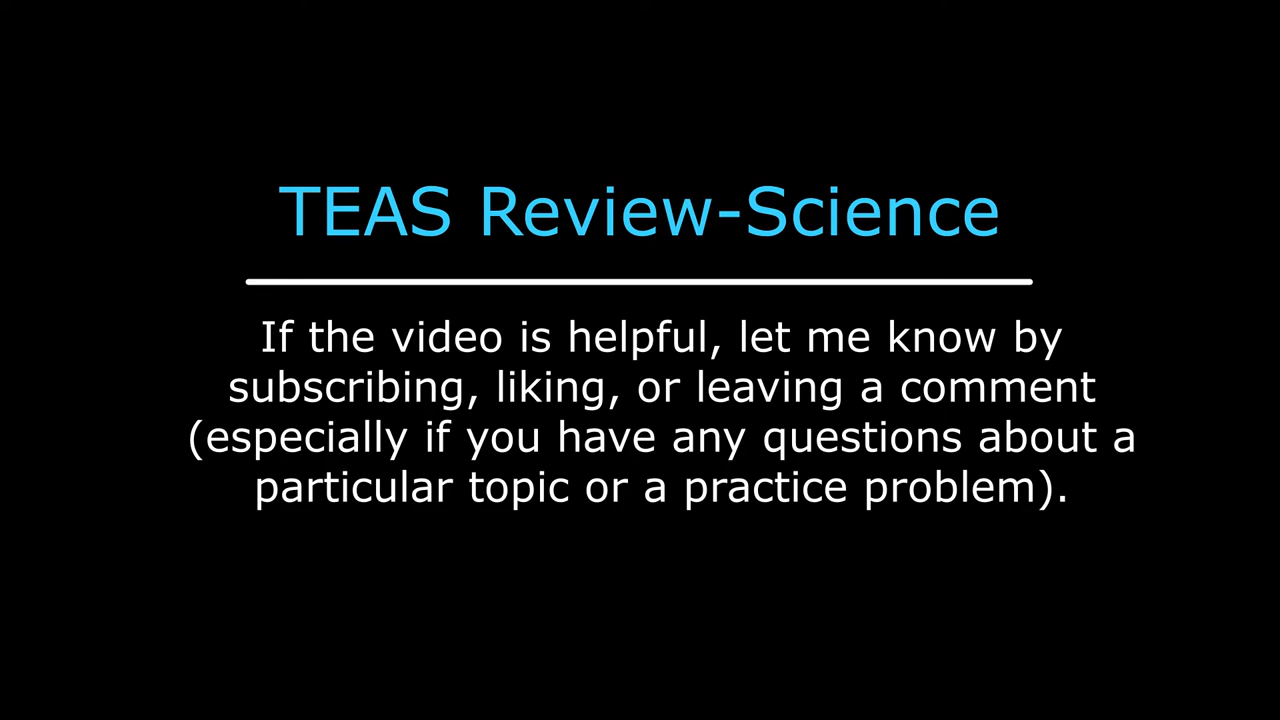 TEAS Review-Science
If the video is helpful, let me know by
subscribing, liking, or leaving a comment
(especially if you have any questions about a
particular topic or a practice problem).